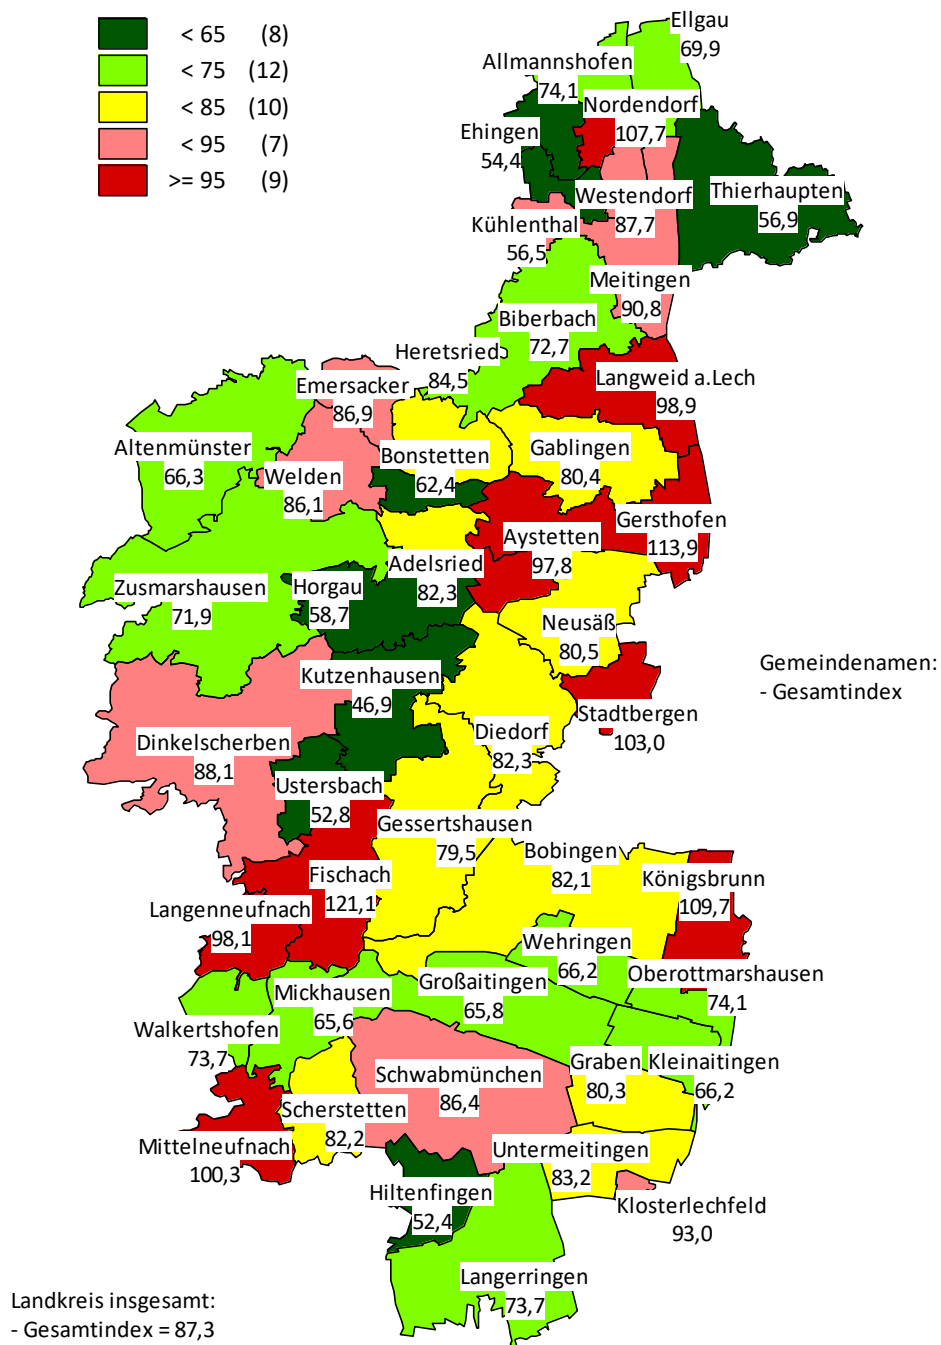 < 65 (8)
< 75 (12)
< 85 (10)
< 95 (7)
>= 95 (9)
Ellgau
69,9
Allmannshofen
74,1
Nordendorf
107,7
Ehingen
54,4
Westendorf
87,7
Thierhaupten
56,9
Kühlenthal
56,5
Meitingen
90,8
Biberbach
72,7
Heretsried
84,5
Langweid a.Lech
98,9
Emersacker
86,9
Altenmünster
66,3
Welden
86,1
Bonstetten
62,4
Gablingen
80,4
Gersthofen
113,9
Aystetten
97,8
Adelsried
82,3
Horgau
58,7
Zusmarshausen
71,9
Neusäß
80,5
Gemeindenamen:
- Gesamtindex
Kutzenhausen
46,9
Stadtbergen
103,0
Diedorf
82,3
Dinkelscherben
88,1
Ustersbach
52,8
Gessertshausen
79,5
Bobingen
82,1
Königsbrunn
109,7
Fischach
121,1
Langenneufnach
98,1
Wehringen
66,2
Oberottmarshausen
74,1
Großaitingen
65,8
Mickhausen
65,6
Walkertshofen
73,7
Graben
80,3
Kleinaitingen
66,2
Schwabmünchen
86,4
Scherstetten
82,2
Mittelneufnach
100,3
Untermeitingen
83,2
Hiltenfingen
52,4
Klosterlechfeld
93,0
Langerringen
73,7
Landkreis insgesamt:
- Gesamtindex = 87,3